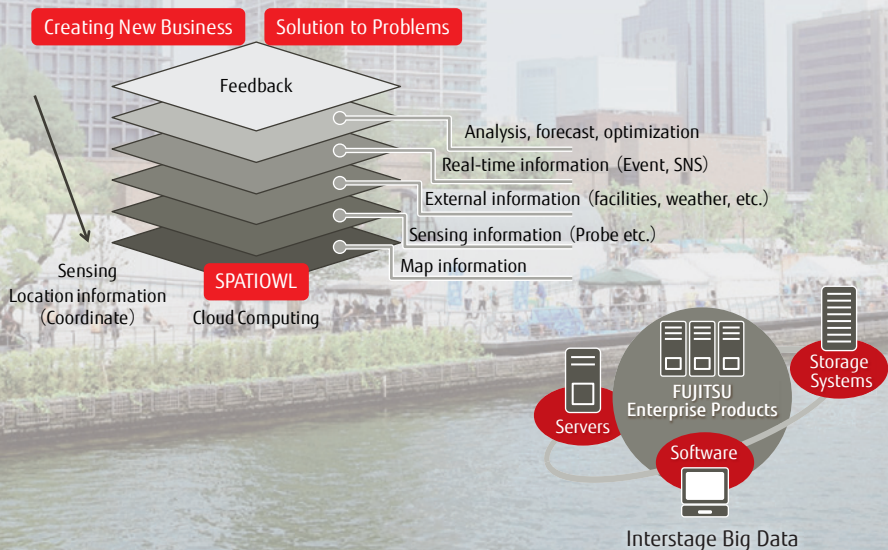 Creating New Business
Solution to Problems
Feedback
Analysis, forecast, optimization
Real-time information (Event, SNS)
External information (facilities, weather, etc.)
Sensing information (Probe etc.)
Map information
Sensing
Location information
(Coordinate)
SPATIOWL
Cloud Computing
FUJITSU
Enterprise Products
Storage
Systems
Servers
Software
Interstage Big Data